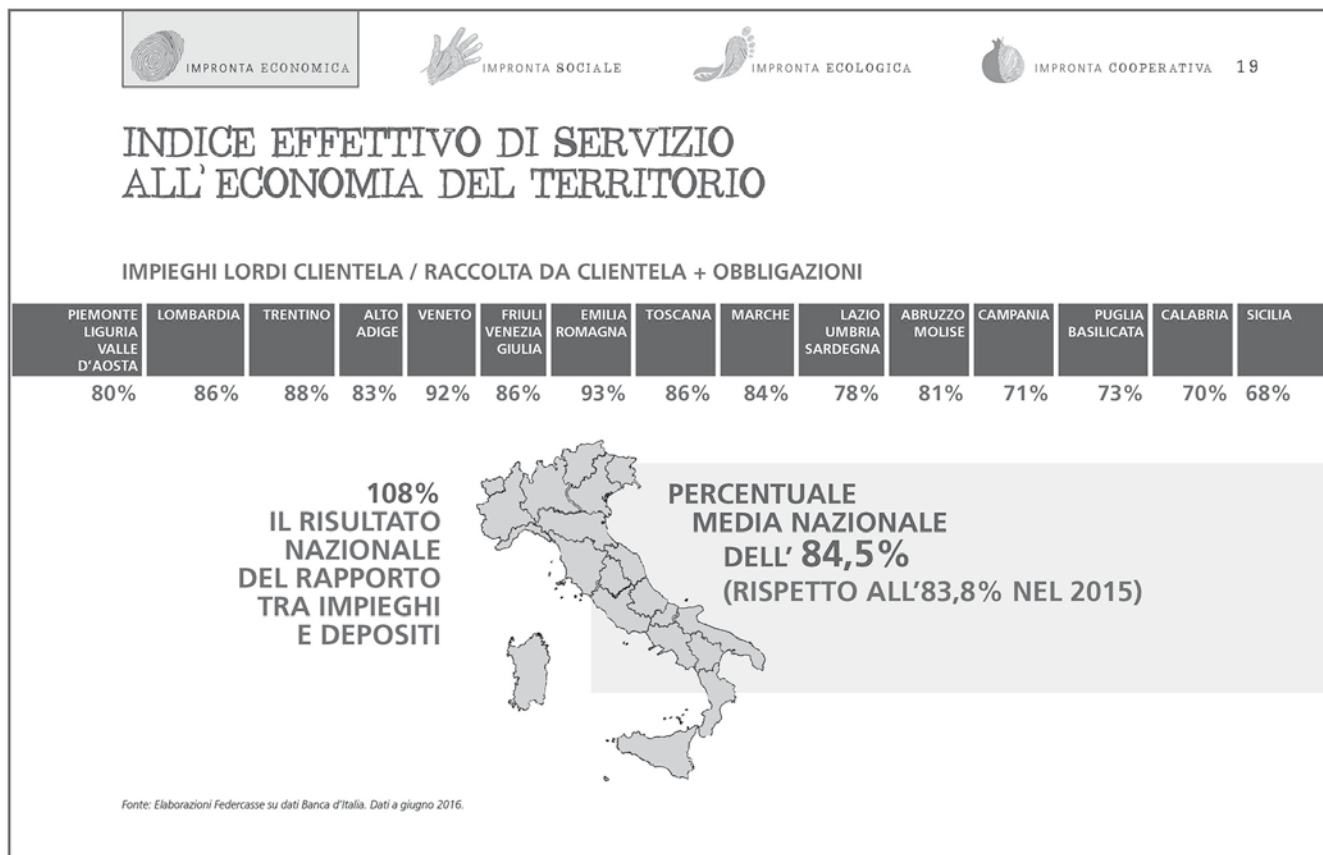 IMPRONTA ECONOMICA
IMPRONTA SOCIALE
IMPRONTA ECOLOGICA
IMPRONTA COOPERATIVA 19
INDICE EFFETTIVO DI SERVIZIO
ALL'ECONOMIA DEL TERRITORIO
IMPIEGHI LORDI CLIENTELA / RACCOLTA DA CLIENTELA + OBBLIGAZIONI
PIEMONTE
LIGURIA
VALLE
D'AOSTA
LOMBARDIA
TRENTINO
ALTO
ADIGE
VENETO
FRIULI
VENEZIA
GIULIA
EMILIA
ROMAGNA
TOSCANA
MARCHE
LAZIO
UMBRIA
SARDEGNA
ABRUZZO
MOLISE
CAMPANIA
PUGLIA
BASILICATA
CALABRIA
SICILIA
80% 86% 88% 83% 92% 86% 93% 86% 84% 78% 81% 71% 73% 70% 68%
108%
IL RISULTATO
NAZIONALE
DEL RAPPORTO
TRA IMPIEGHI
E DEPOSITI
PERCENTUALE
MEDIA NAZIONALE
DELL' 84,5%
(RISPETTO ALL'83,8% NEL 2015)
Fonte: Elaborazioni Federcasse su dati Banca d'Italia. Dati a giugno 2016.